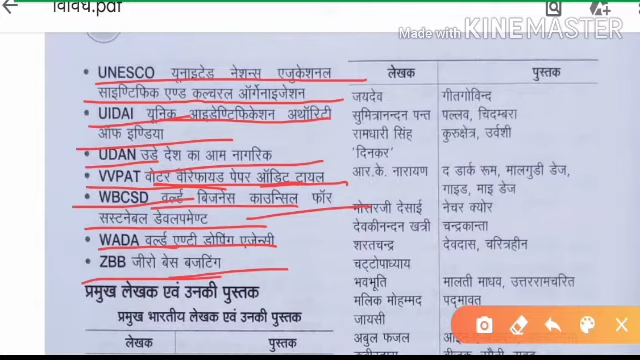 विविध.pdf
Made with KINEMASTER
• UNESCO यूनाइटेड नेशन्स एजुकेशनल
साइण्टिफिक एण्ड कल्चरल ऑर्गेनाइजेशन
• UIDAI यूनिक आइडेण्टिफिकेशन अथॉरिटी
ऑफ इण्डिया
• UDAN उड़े देश का आम नागरिक
• VVPAT वोटर वैरिफायड पेपर ऑडिट ट्रायल
• WBCSD वर्ल्ड बिजनेस काउन्सिल फॉर
सस्टनेबल डेवलपमेण्ट
• WADA वर्ल्ड एण्टी डोपिंग एजेन्सी
• ZBB जीरो बेस बजटिंग
प्रमुख लेखक एवं उनकी पुस्तक
प्रमुख भारतीय लेखक एवं उनकी पुस्तक
लेखक पुस्तक
लेखक पुस्तक
जयदेव गीतगोविन्द
सुमित्रानन्दन पन्त पल्लव, चिदम्बरा
रामधारी सिंह कुरुक्षेत्र, उर्वशी
'दिनकर'
आर.के. नारायण द डार्क रूम, मालगुडी डेज,
गाइड, माइ डेज
मोरारजी देसाई नेचर क्योर
देवकीनन्दन खत्री चन्द्रकान्ता
शरतचन्द्र देवदास, चरित्रहीन
चट्टोपाध्याय
भवभूति मालती माधव, उत्तररामचरित
मलिक मोहम्मद पद्मावत
जायसी
अबुल फजल